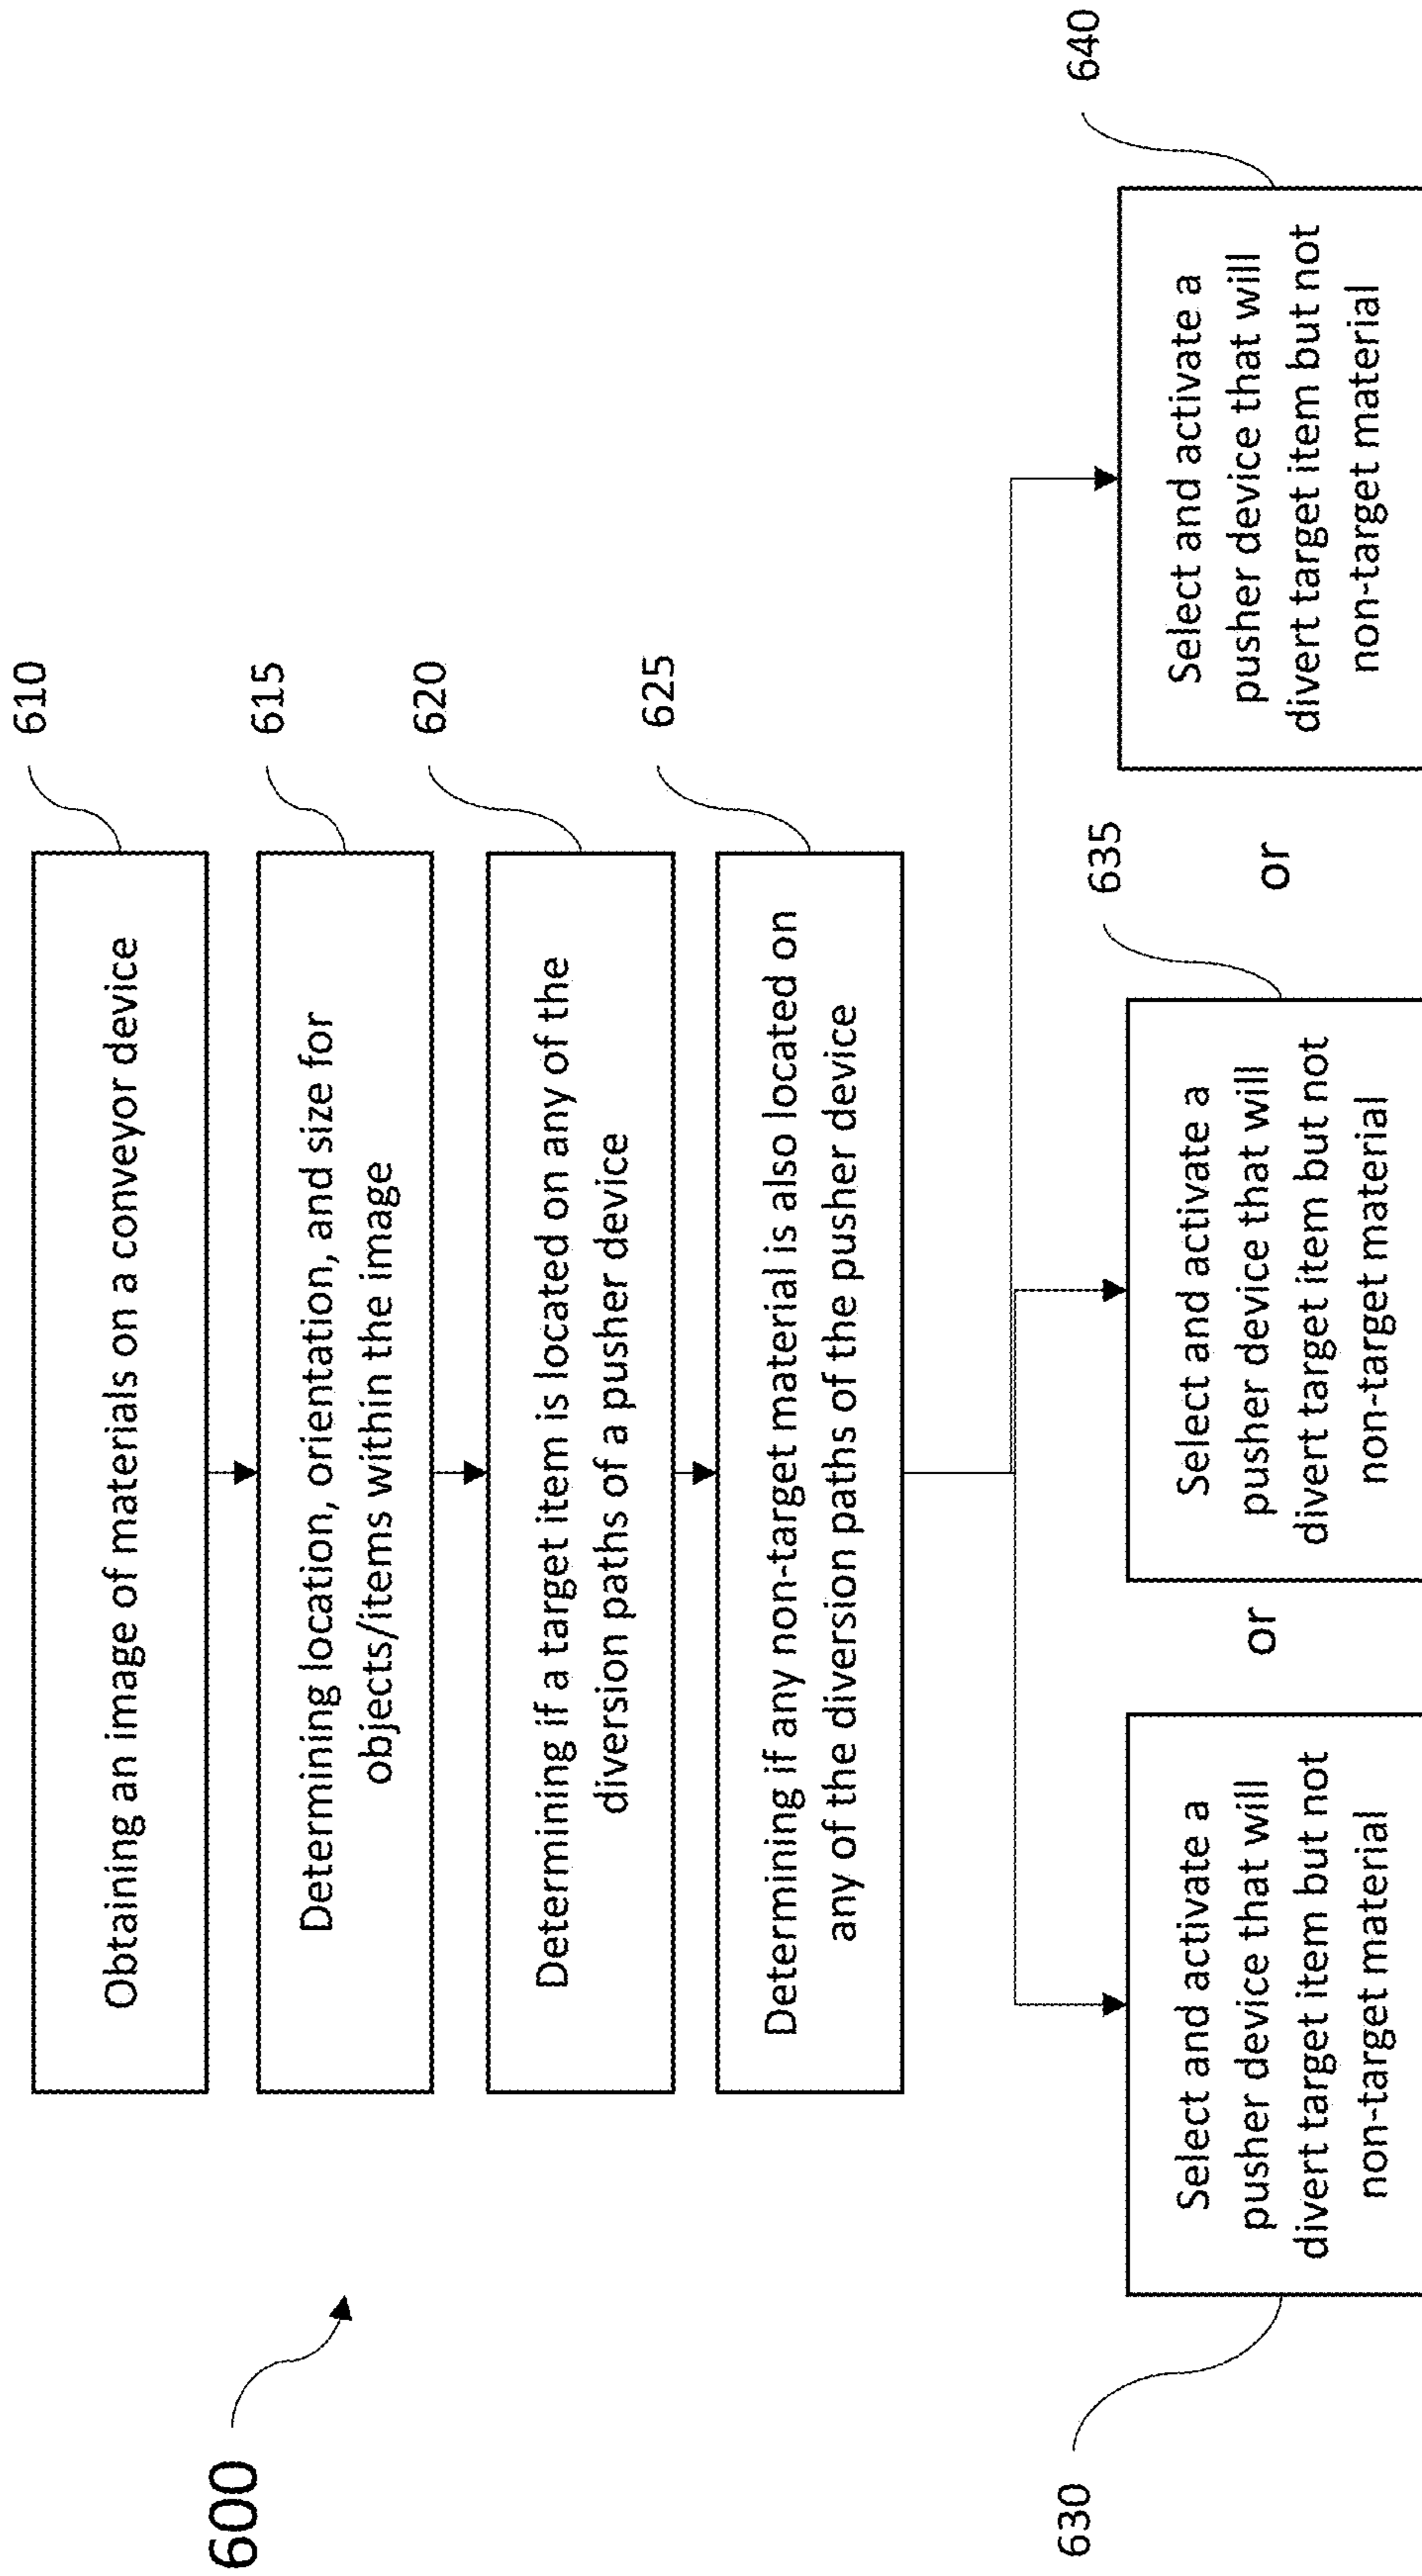 600
Obtaining an image of materials on a conveyor device
610
Determining location, orientation, and size for
objects/items within the image
615
Determining if a target item is located on any of the
diversion paths of a pusher device
620
Determining if any non-target material is also located on
any of the diversion paths of the pusher device
625
630
Select and activate a
pusher device that will
divert target item but not
non-target material
or
635
Select and activate a
pusher device that will
divert target item but not
non-target material
or
640
Select and activate a
pusher device that will
divert target item but not
non-target material